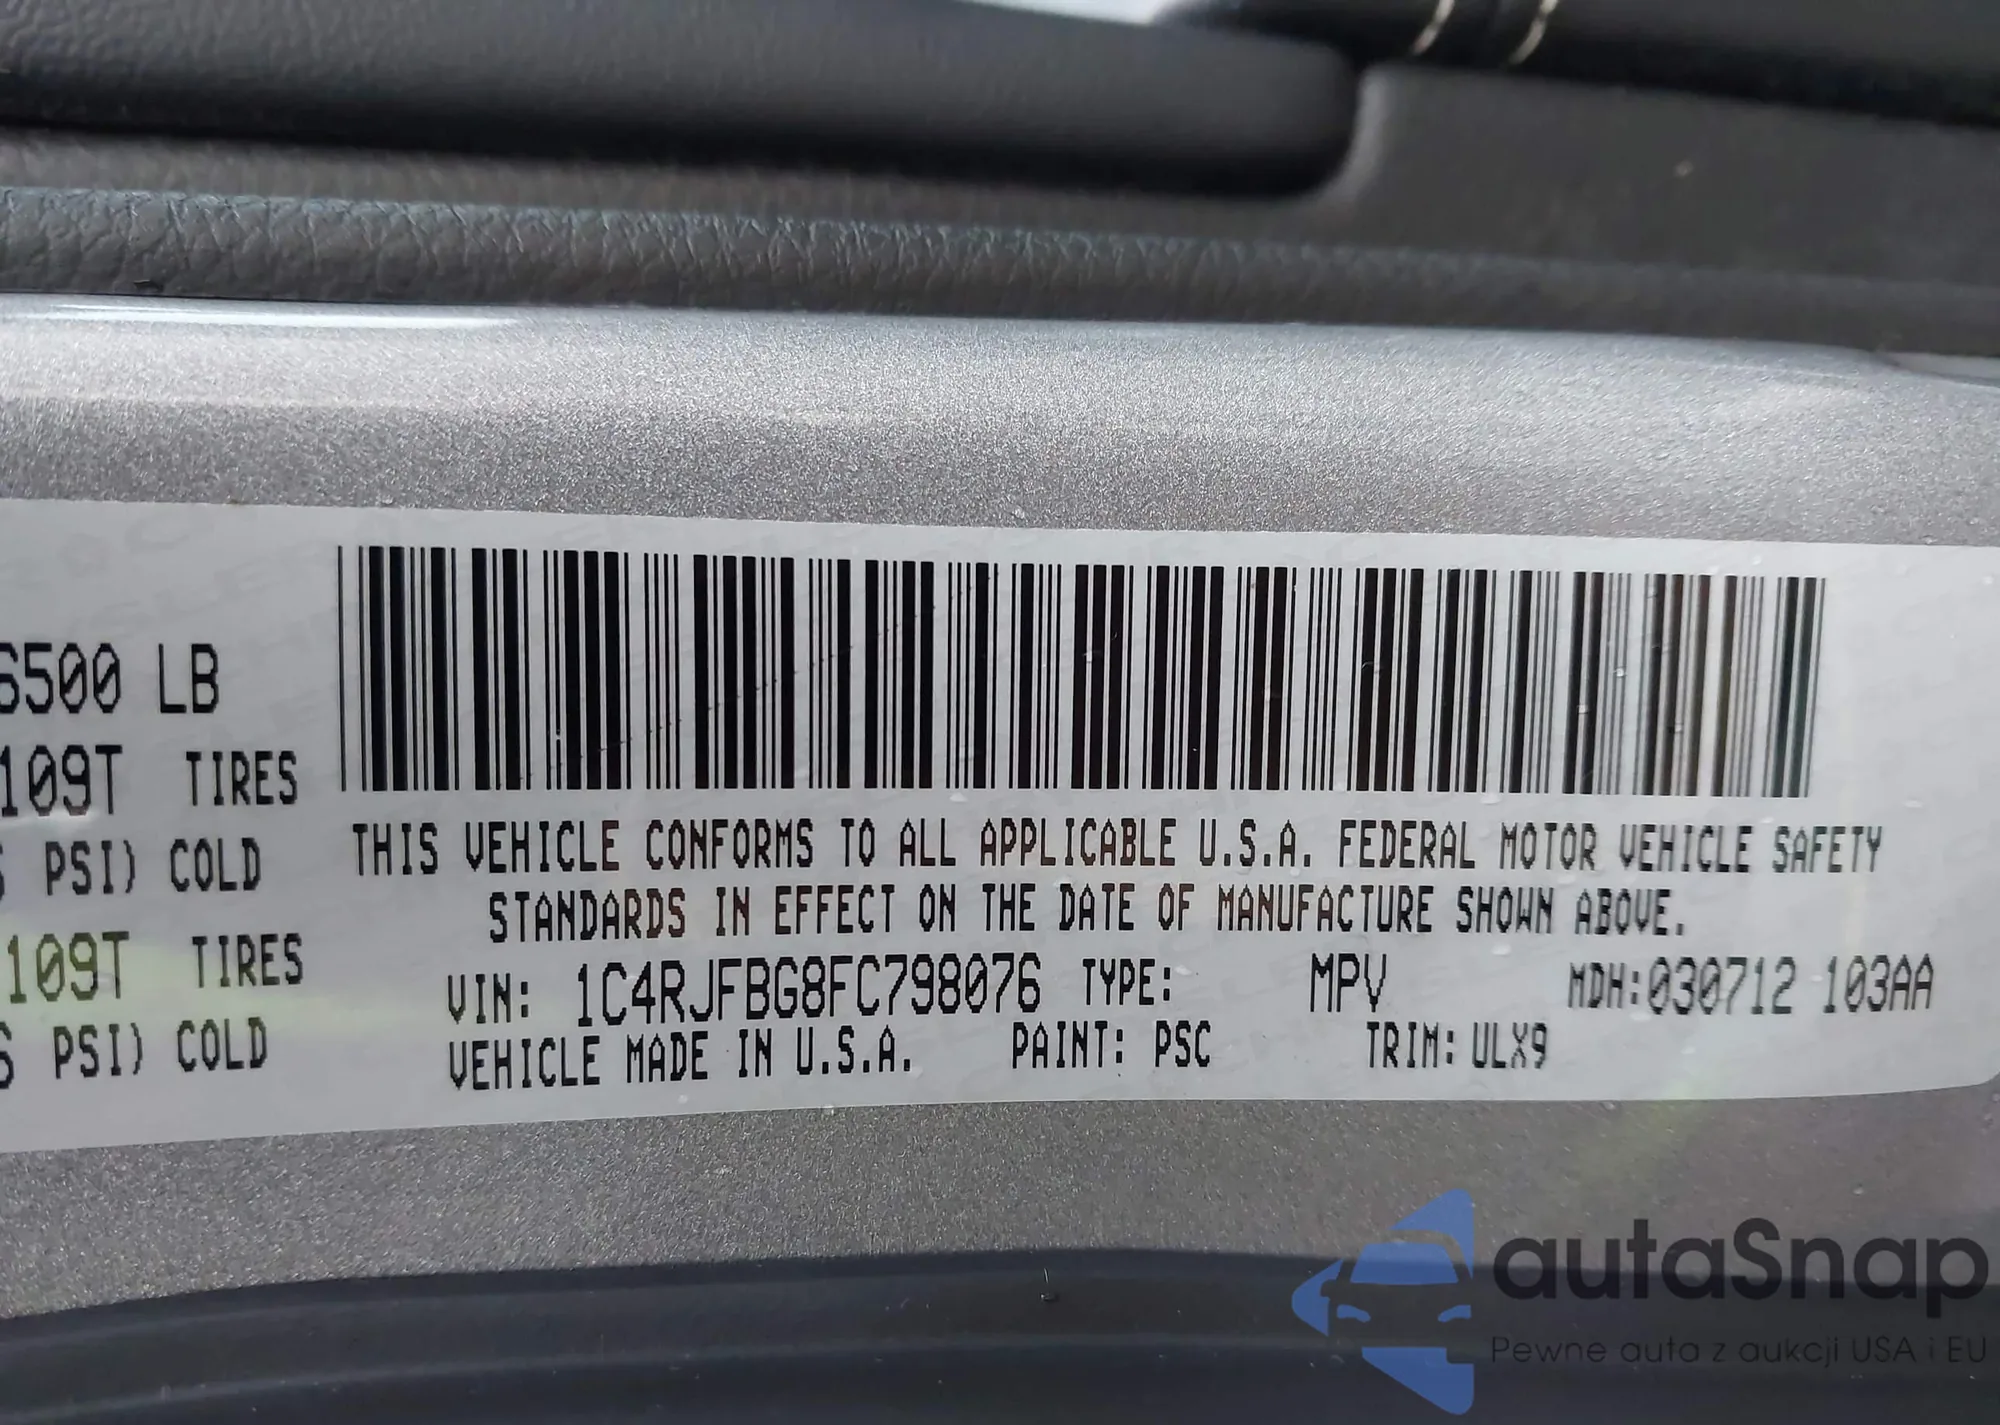 6500 LB
109T TIRES
PSI) COLD
109T TIRES
PSI) COLD
THIS VEHICLE CONFORMS TO ALL APPLICABLE U.S.A. FEDERAL MOTOR VEHICLE SAFETY
STANDARDS IN EFFECT ON THE DATE OF MANUFACTURE SHOWN ABOVE.
VIN: 1C4RJFBG8FC798076 TYPE: MPV MDH:030712 103AA
VEHICLE MADE IN U.S.A. PAINT: PSC TRIM: ULX9
autaSnap
Pewne auta z aukcji USA i EU